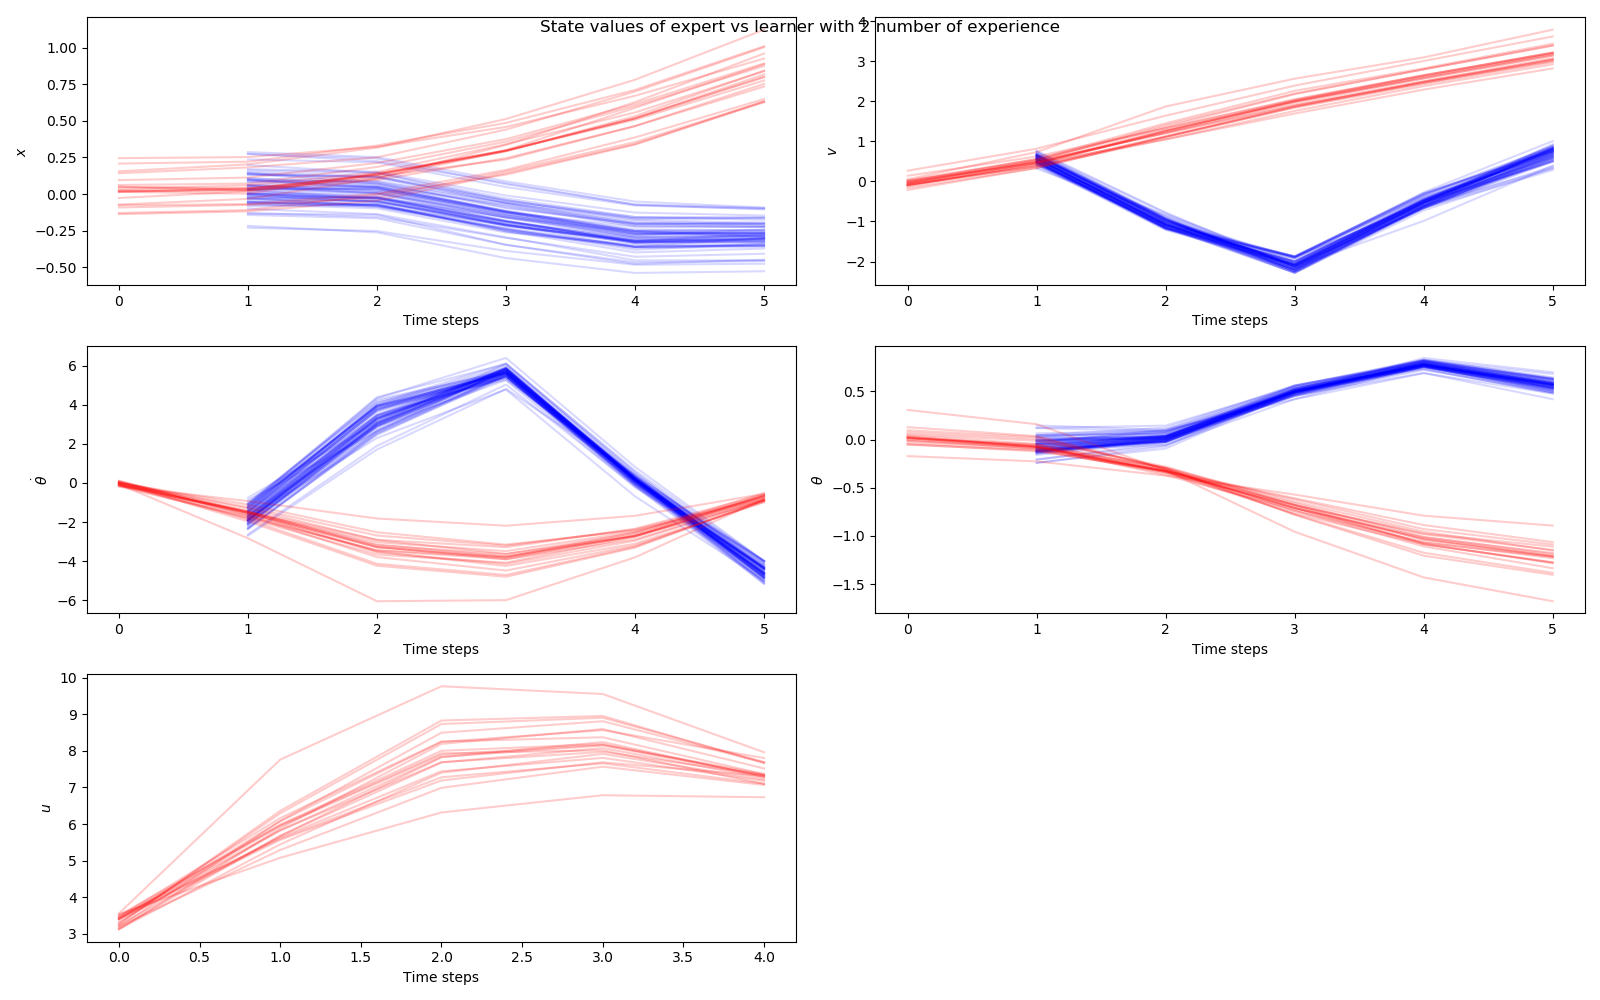 State values of expert vs learner with 2 number of experience
1.00
0.75
0.50
0.25
0.00
−0.25
−0.50
x
0 1 2 3 4 5
Time steps
4
3
2
1
0
−1
−2
v
0 1 2 3 4 5
Time steps
6
4
2
0
−2
−4
−6
θ̇
0 1 2 3 4 5
Time steps
0.5
0.0
−0.5
−1.0
−1.5
θ
0 1 2 3 4 5
Time steps
10
9
8
7
6
5
4
3
u
0.0 0.5 1.0 1.5 2.0 2.5 3.0 3.5 4.0
Time steps